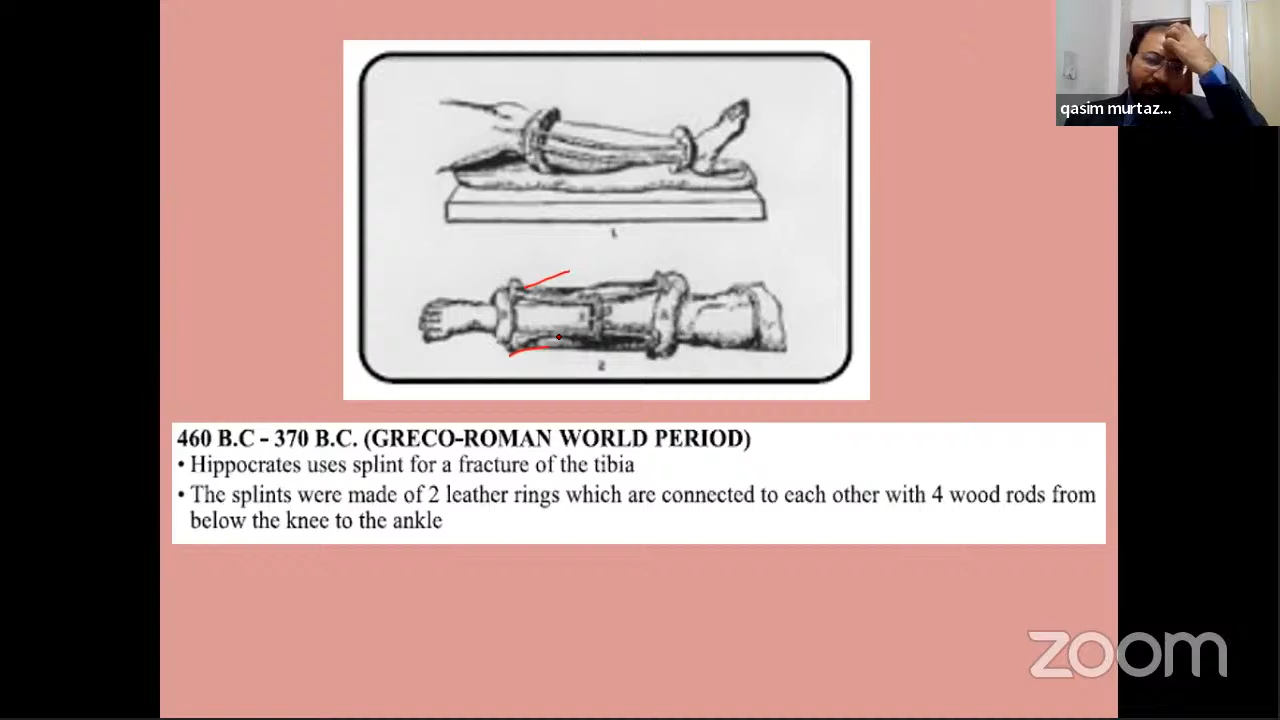 qasim murtaz...
1
2
460 B.C - 370 B.C. (GRECO-ROMAN WORLD PERIOD)
• Hippocrates uses splint for a fracture of the tibia
• The splints were made of 2 leather rings which are connected to each other with 4 wood rods from
below the knee to the ankle
zoom